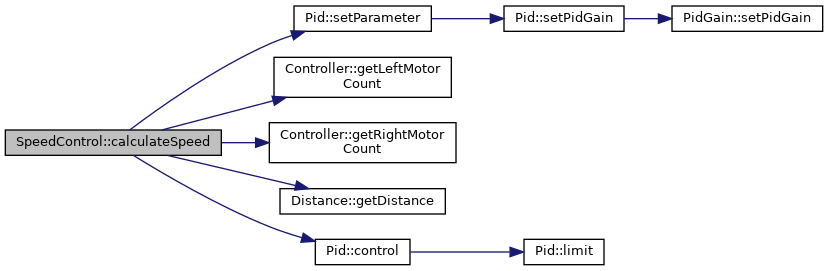 Pid::setParameter
Pid::setPidGain
PidGain::setPidGain
Controller::getLeftMotor
Count
SpeedControl::calculateSpeed
Controller::getRightMotor
Count
Distance::getDistance
Pid::control
Pid::limit